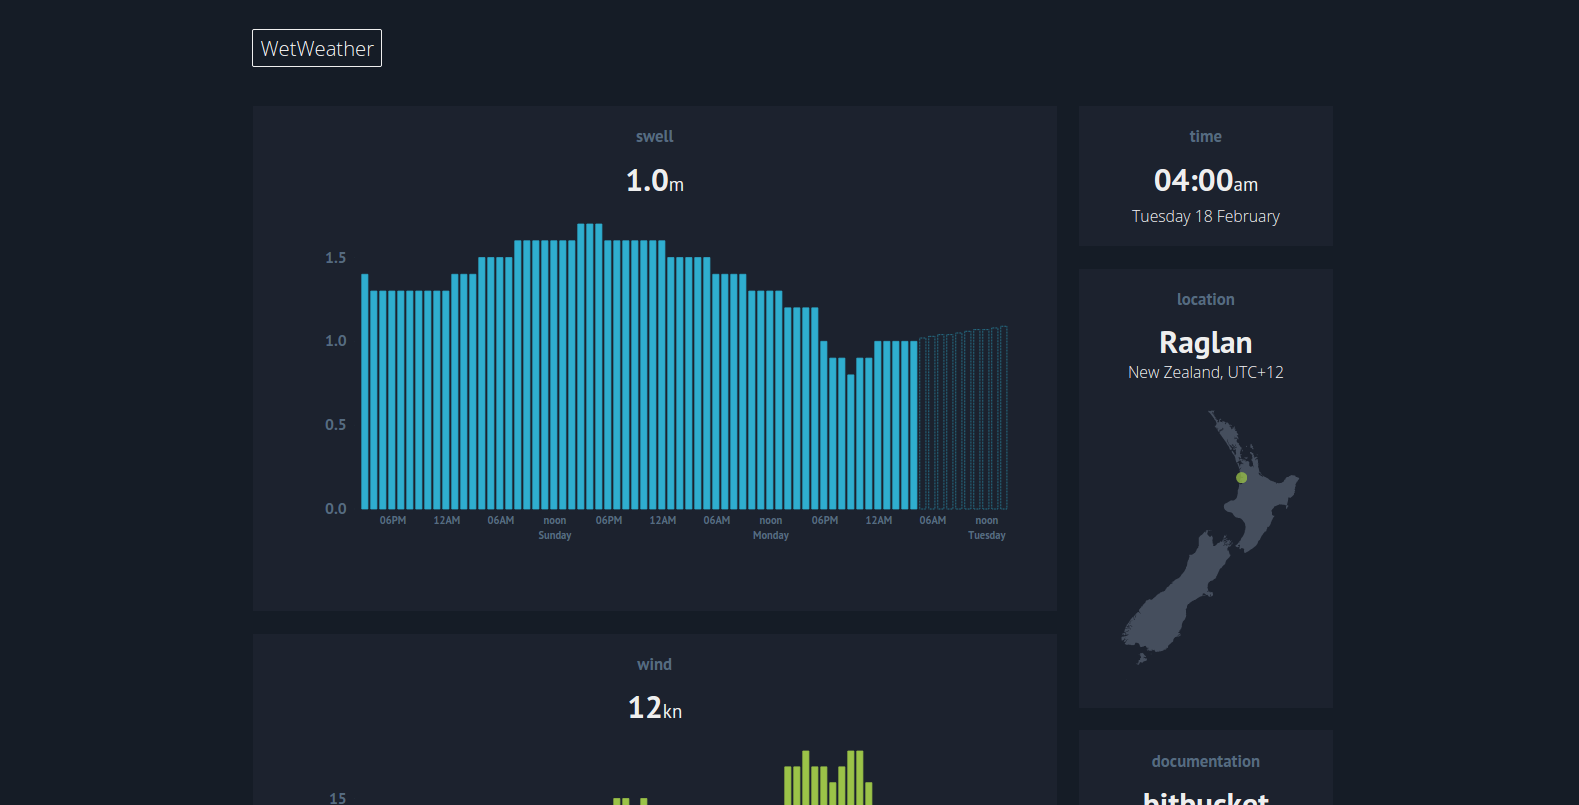 WetWeather
swell
1.0m
1.5
1.0
0.5
0.0
06PM 12AM 06AM noon 06PM 12AM 06AM noon 06PM 12AM 06AM noon
Sunday Monday Tuesday
wind
12kn
15
time
04:00am
Tuesday 18 February
location
Raglan
New Zealand, UTC+12
documentation
bitbucket